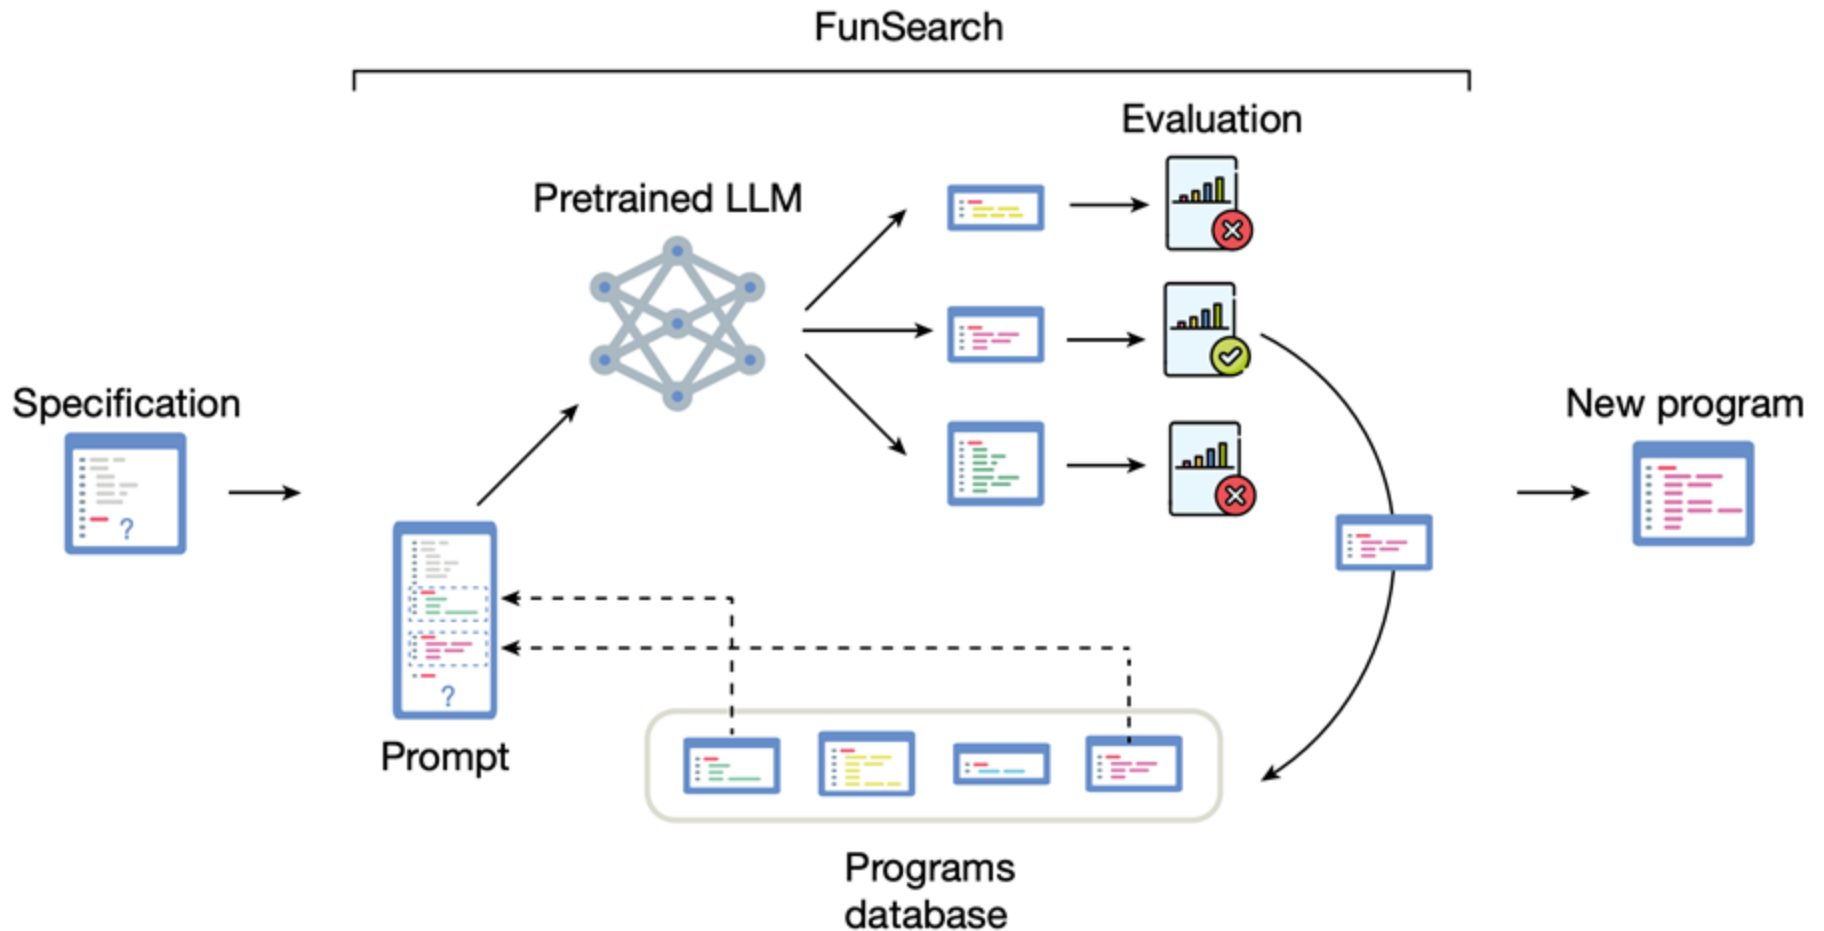 FunSearch
Evaluation
Pretrained LLM
Specification
?
New program
?
Prompt
Programs
database